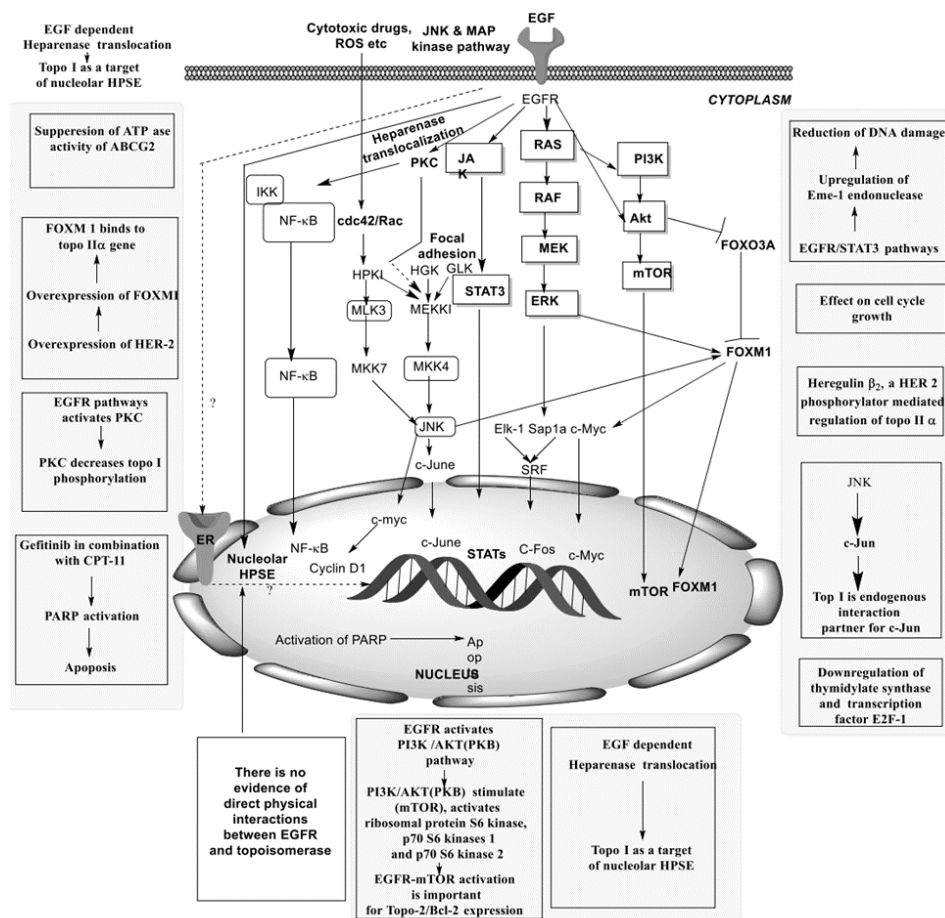 EGF dependent
Heparenase translocation
Topo I as a target
of nucleolar HPSE
Cytotoxic drugs,
ROS etc
JNK & MAP
kinase pathway
EGF
EGFR
CYTOPLASM
Supperesion of ATP ase
activity of ABCG2
FOXM 1 binds to
topo IIα gene
Overexpression of FOXMI
Overexpression of HER-2
EGFR pathways
activates PKC
PKC decreases topo I
phosphorylation
Gefitinib in combination
with CPT-11
PARP activation
Apoposis
Heparenase
translocalization
PKC
JA
K
RAS
PI3K
IKK
NF-κB
cdc42/Rac
RAF
Akt
FOXO3A
Focal
adhesion
MEK
HPKI
HGK
GLK
mTOR
STAT3
MLK3
MEKKI
ERK
FOXM1
NF-κB
MKK7
MKK4
?
JNK
Elk-1 Sap1a c-Myc
c-June
SRF
c-myc
ER
Nucleolar
HPSE
NF-κB
Cyclin D1
c-June
STATs
C-Fos
c-Myc
?
mTOR
FOXM1
Activation of PARP
Ap
op
to
sis
NUCLEUS
Reduction of DNA damage
Upregulation of
Eme-1 endonuclease
EGFR/STAT3 pathways
Effect on cell cycle
growth
Heregulin β2, a HER 2
phosphorylator mediated
regulation of topo II α
JNK
c-Jun
Top I is endogenous
interaction
partner for c-Jun
Downregulation of
thymidylate synthase
and transcription
factor E2F-1
There is no
evidence of
direct physical
interactions
between EGFR
and topoisomerase
EGFR activates
PI3K /AKT(PKB)
pathway
PI3K/AKT(PKB) stimulate
(mTOR), activates
ribosomal protein S6 kinase,
p70 S6 kinases 1
and p70 S6 kinase 2
EGFR-mTOR activation
is important
for Topo-2/Bcl-2 expression
EGF dependent
Heparenase translocation
Topo I as a target
of nucleolar HPSE